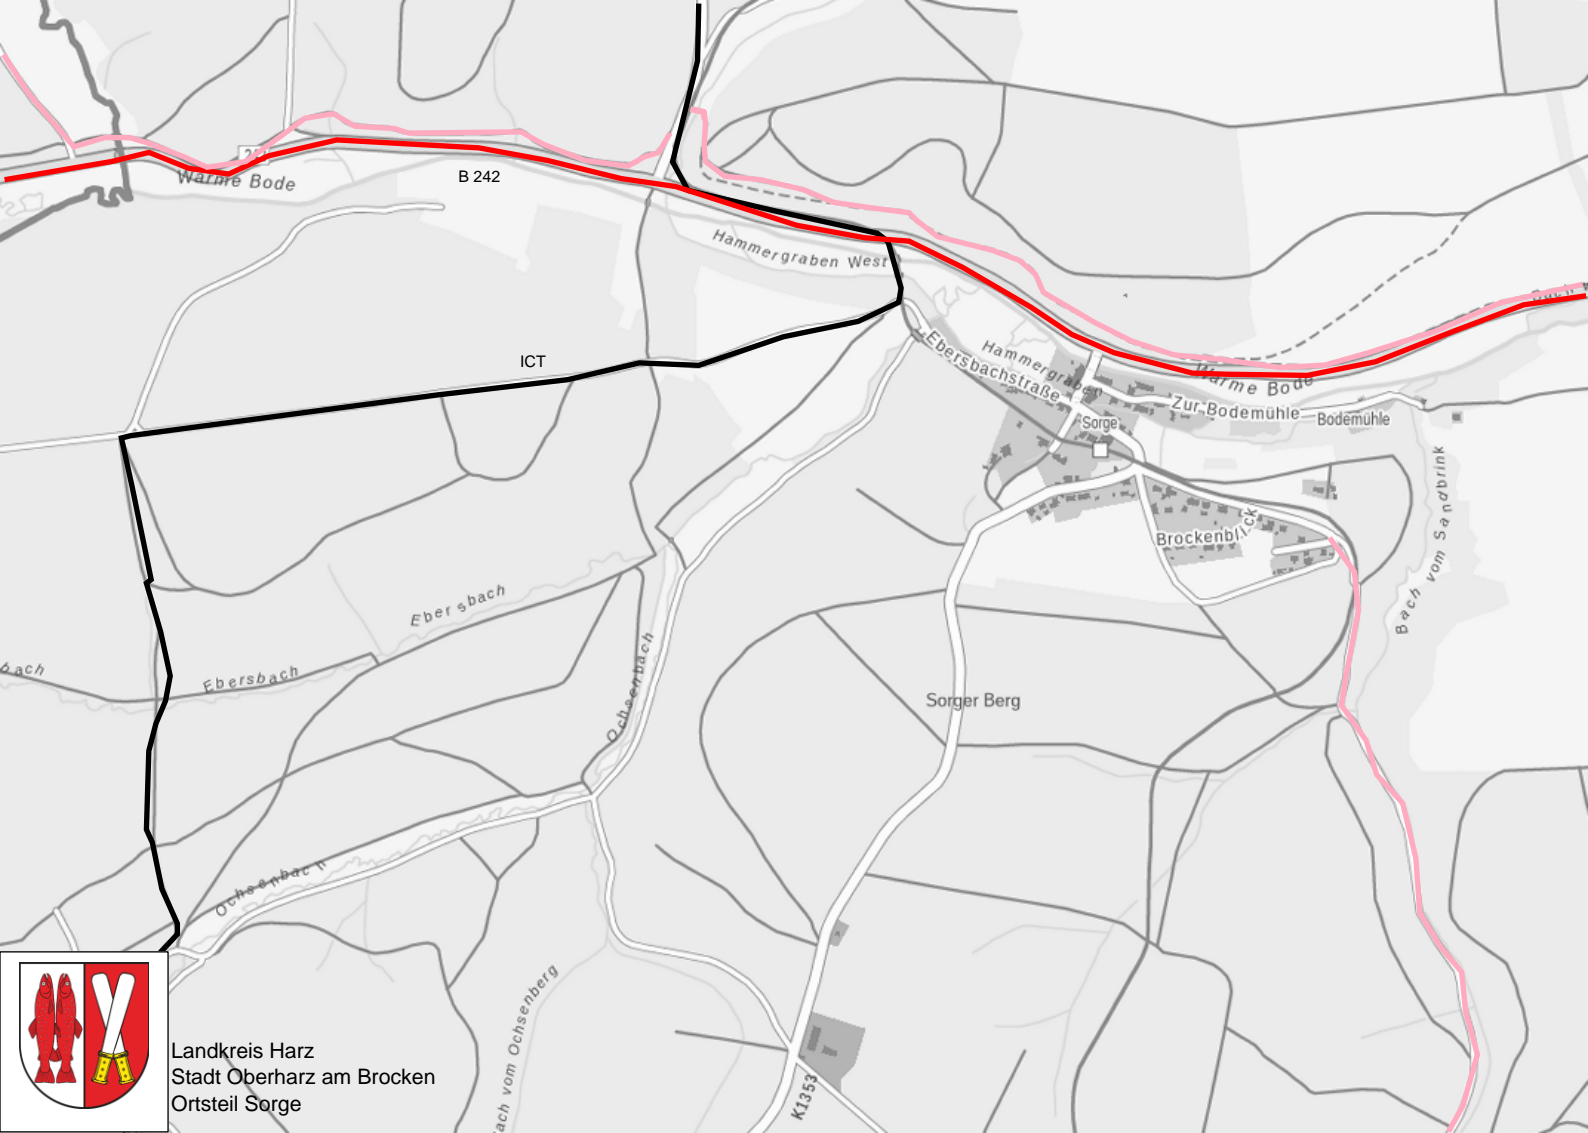 Warme Bode
B 242
Hammergraben West
ICT
Ebersbachstraße
Hammergraben
Warme Bode
Zur Bodemühle
Bodemühle
Sorge
Brockenblick
Bach vom Sandbrink
Ebersbach
bach
Ebersbach
Ochsenbach
Sorger Berg
Ochsenbach
ach vom Ochsenberg
K1353
Landkreis Harz
Stadt Oberharz am Brocken
Ortsteil Sorge